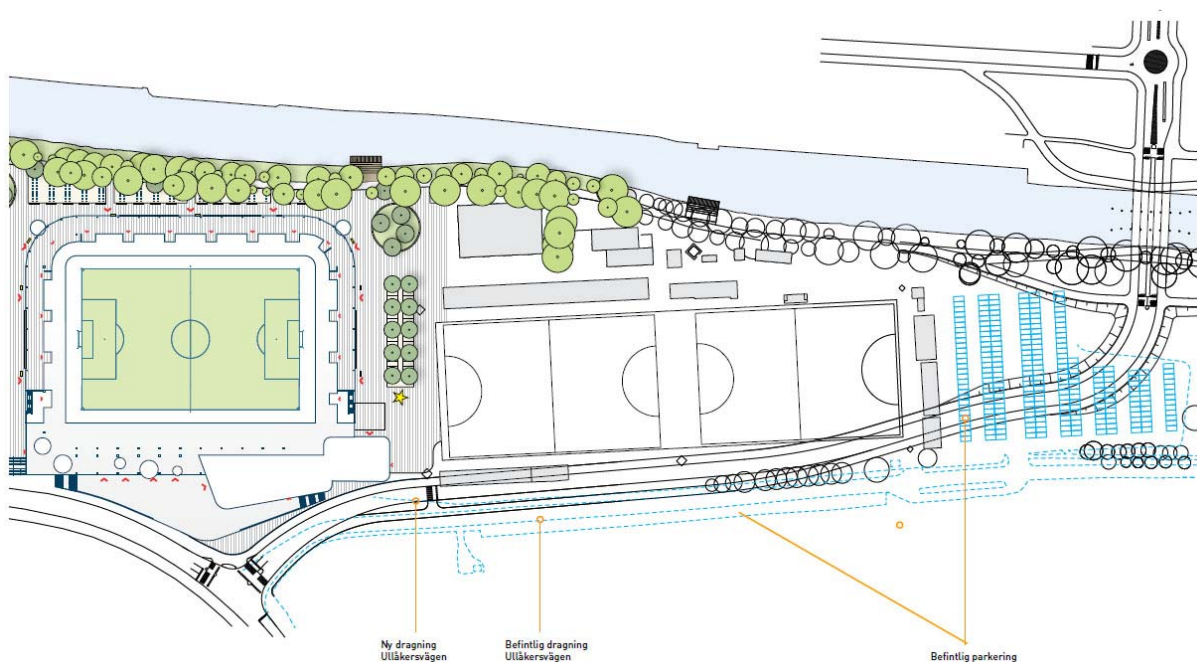 Ny dragning
Ullåkersvägen
Befintlig dragning
Ullåkersvägen
Befintlig parkering